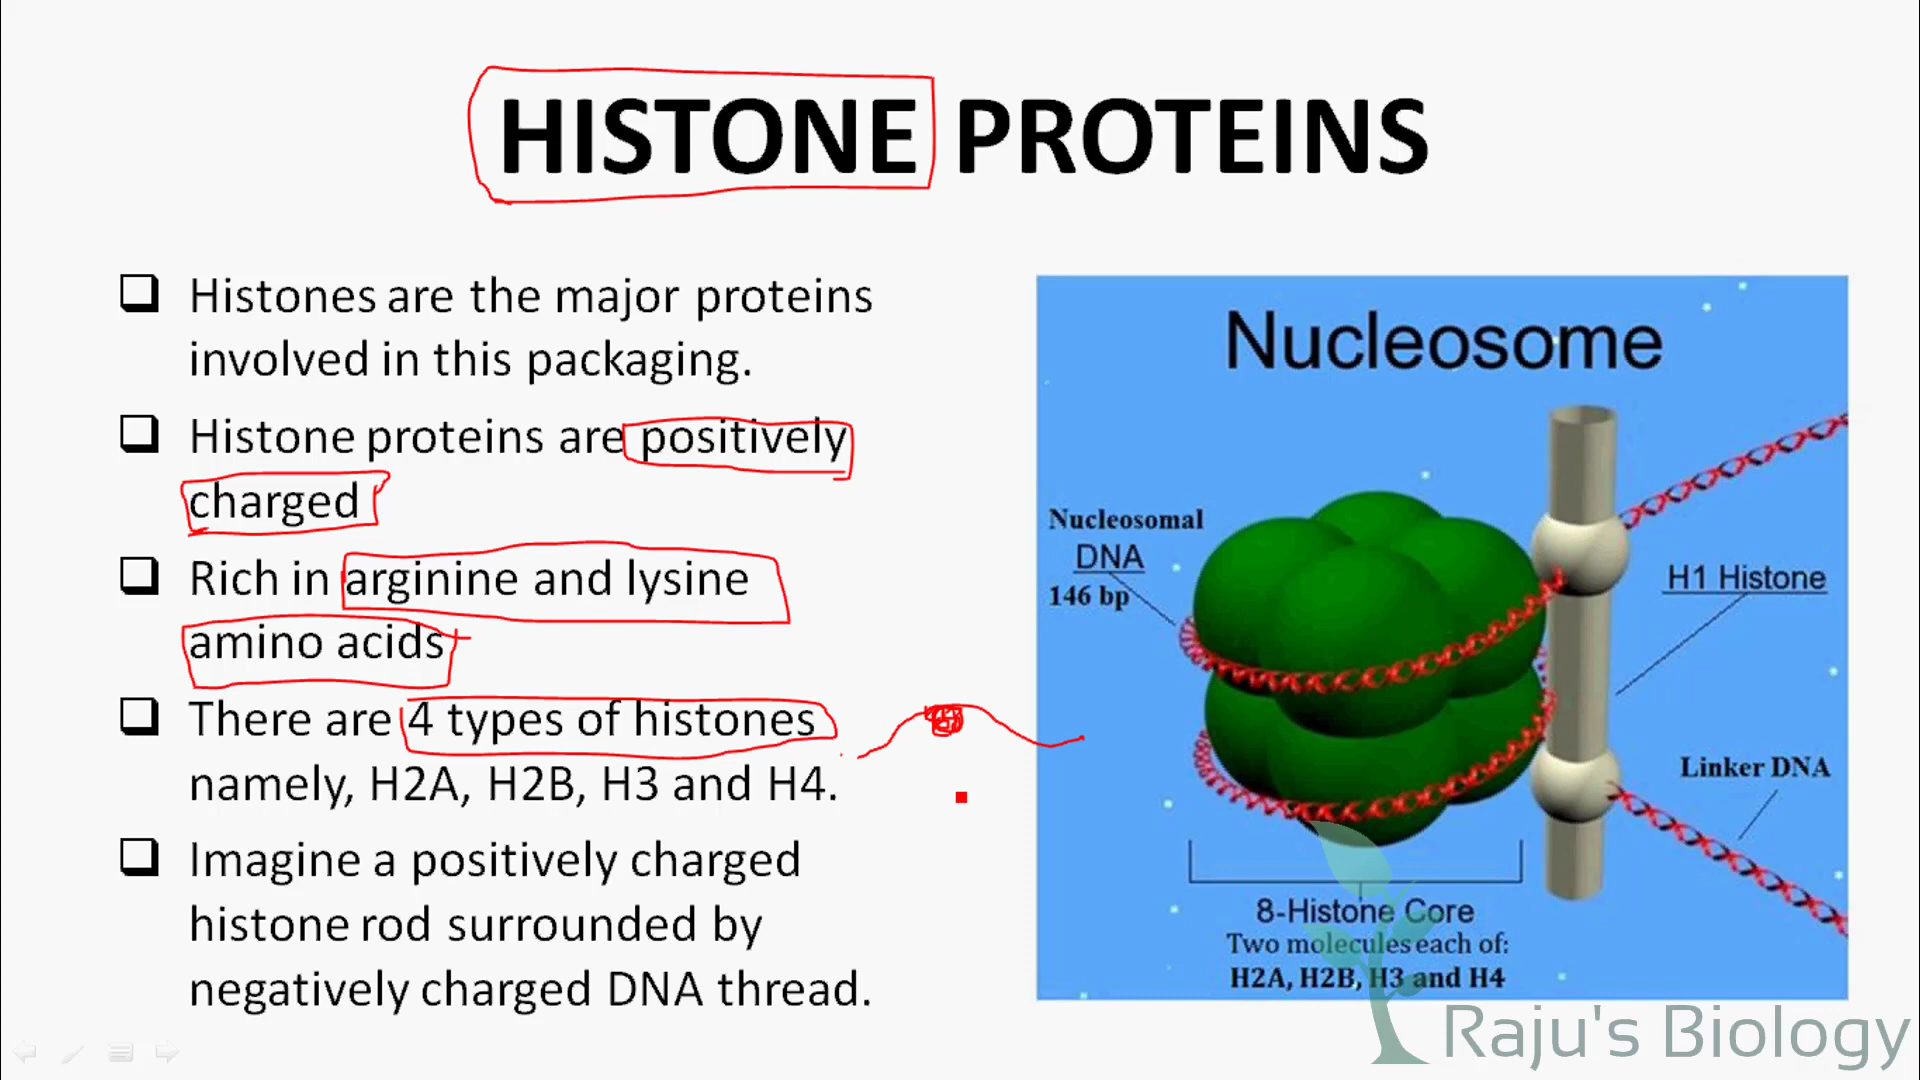 HISTONE PROTEINS
Histones are the major proteins
involved in this packaging.
Histone proteins are positively
charged
Rich in arginine and lysine
amino acids
There are 4 types of histones
namely, H2A, H2B, H3 and H4.
Imagine a positively charged
histone rod surrounded by
negatively charged DNA thread.
Nucleosome
Nucleosomal
DNA
146 bp
H1 Histone
Linker DNA
8-Histone Core
Two molecules each of:
H2A, H2B, H3 and H4
Raju's Biology